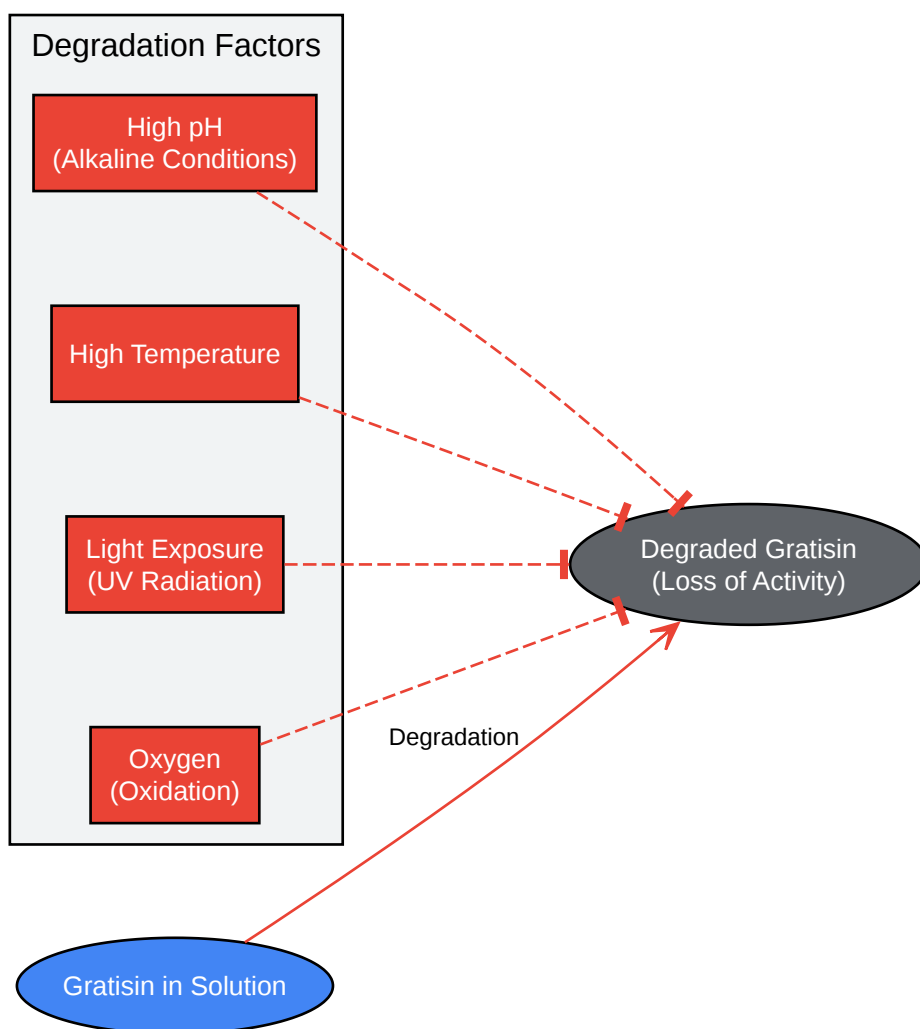 Degradation Factors
High pH
(Alkaline Conditions)
High Temperature
Light Exposure
(UV Radiation)
Degraded Gratisin
(Loss of Activity)
Oxygen
(Oxidation)
Degradation
Gratisin in Solution